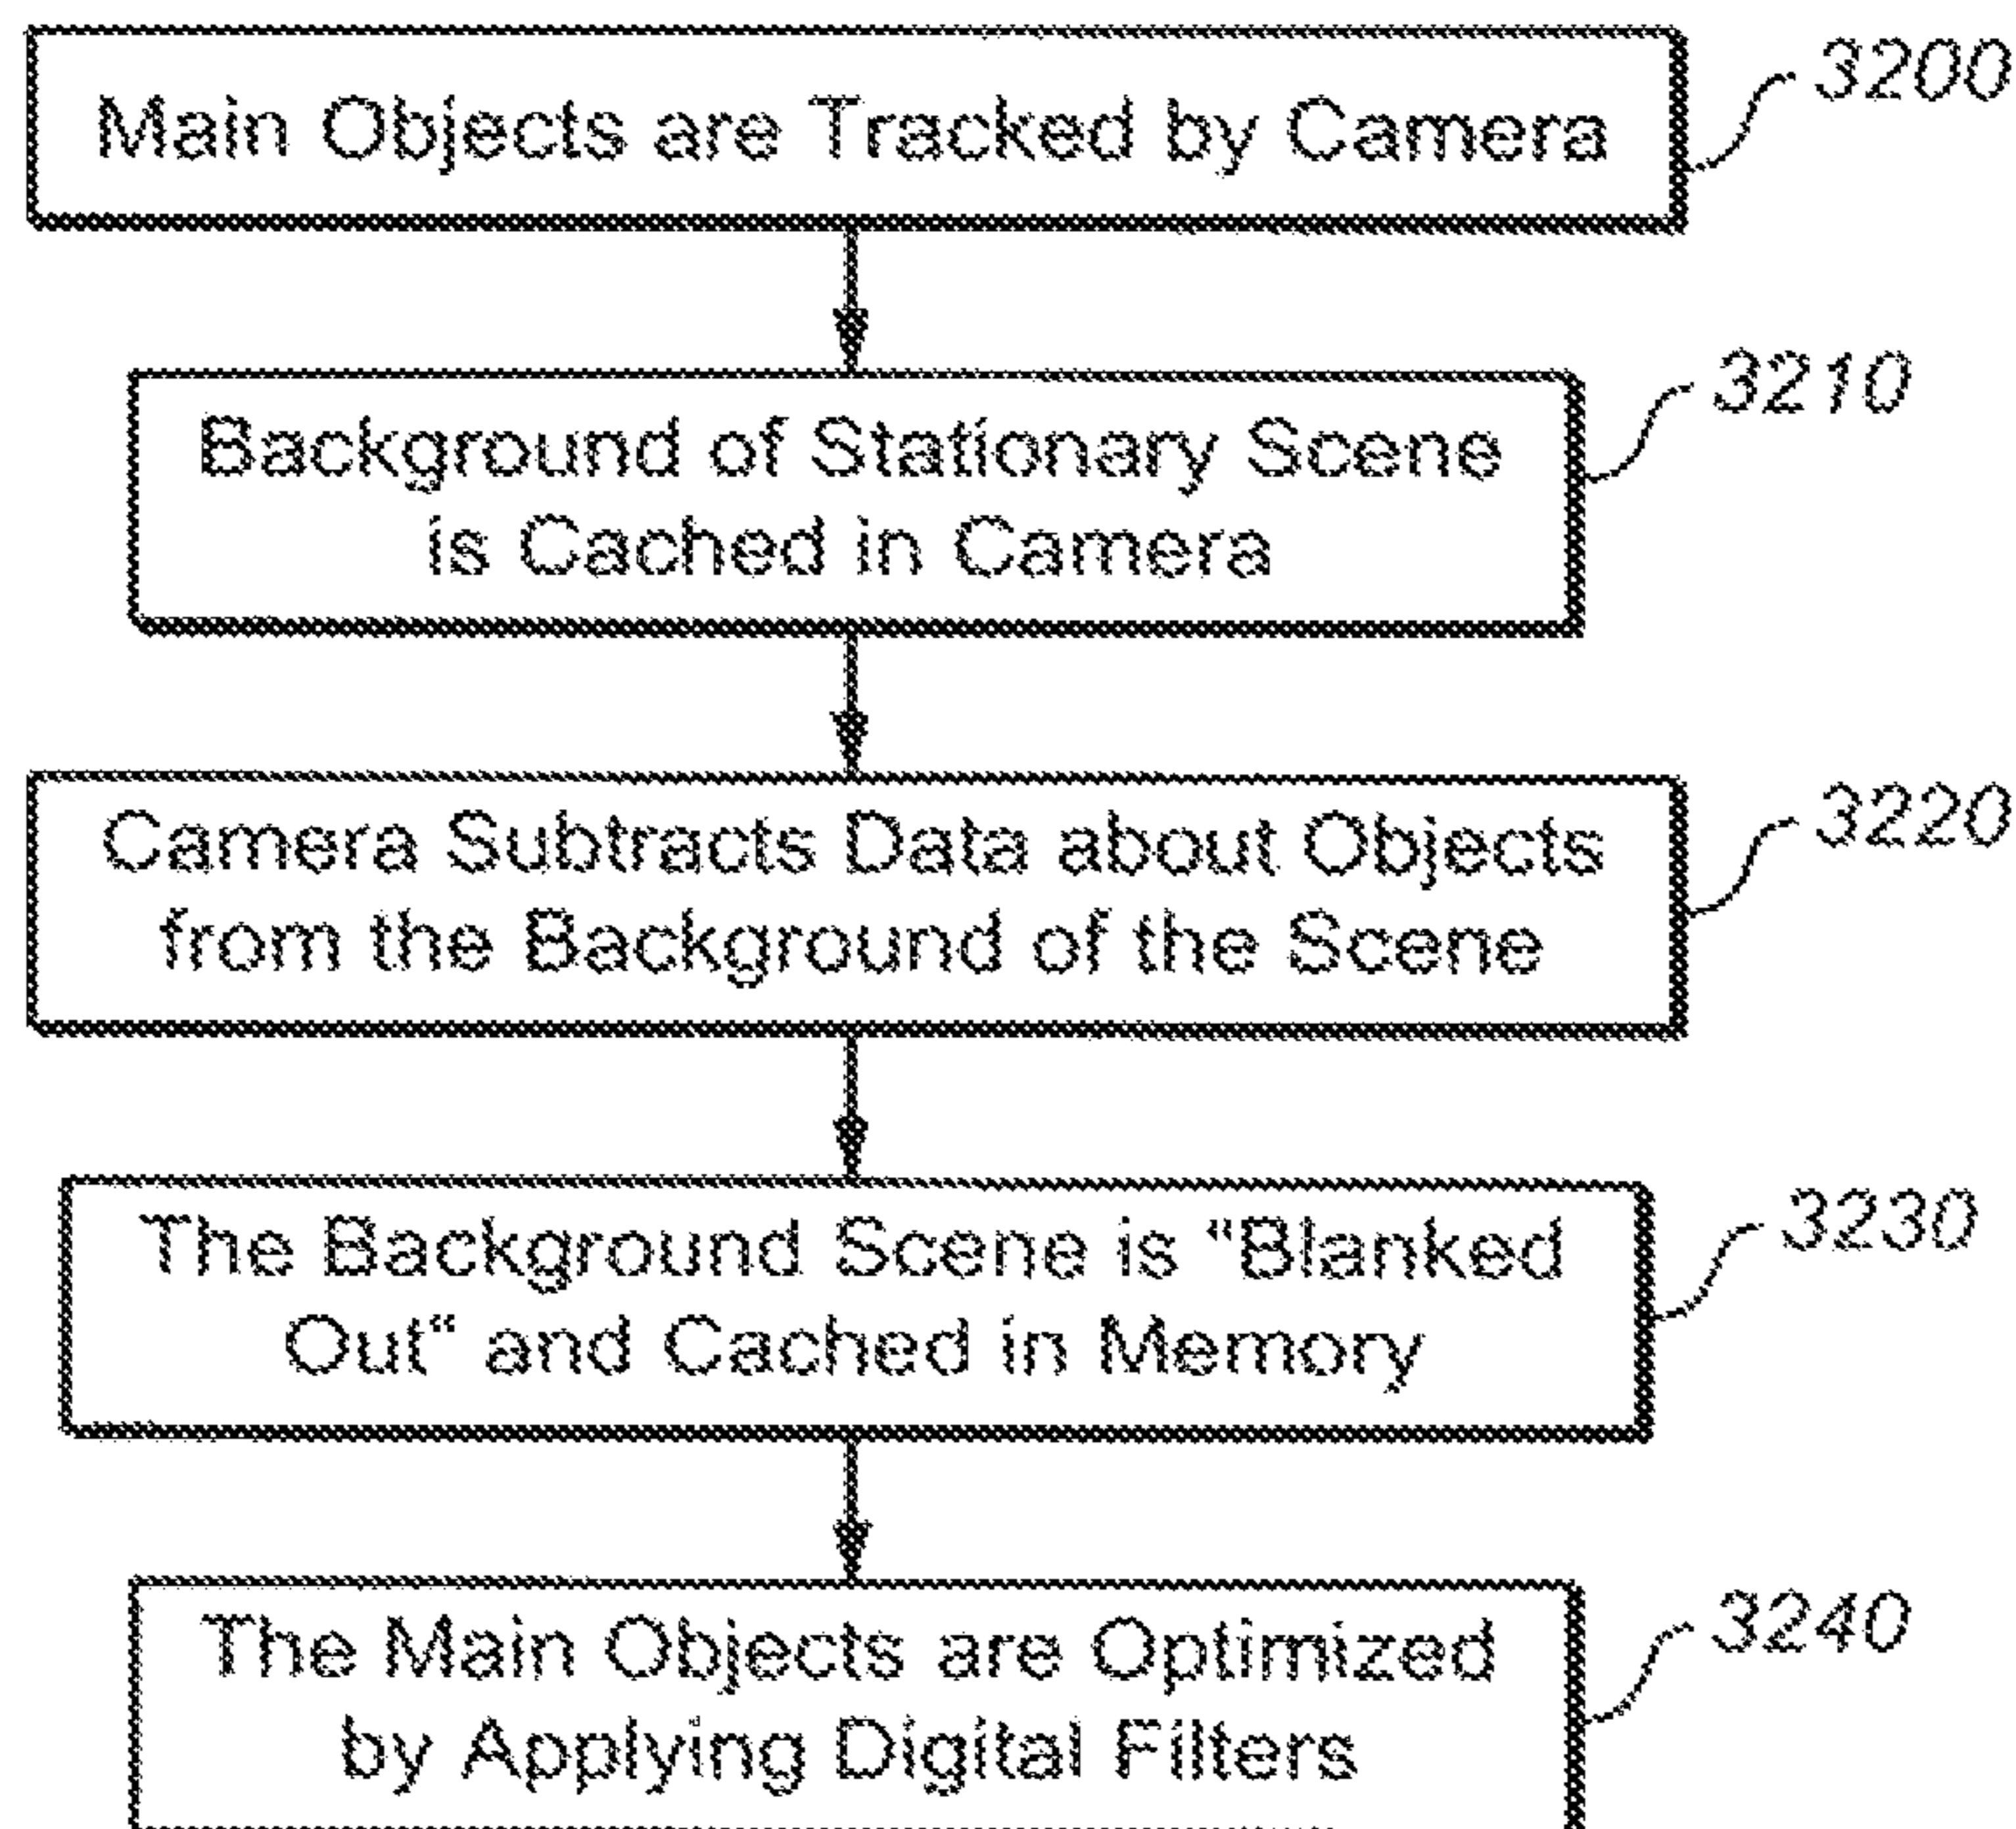 Main Objects are Tracked by Camera
3200
Background of Stationary Scene
is Cached in Camera
3210
Camera Subtracts Data about Objects
from the Background of the Scene
3220
The Background Scene is "Blanked
Out“ and Cached in Memory
3230
The Main Objects are Optimized
by Applying Digital Filters
3240